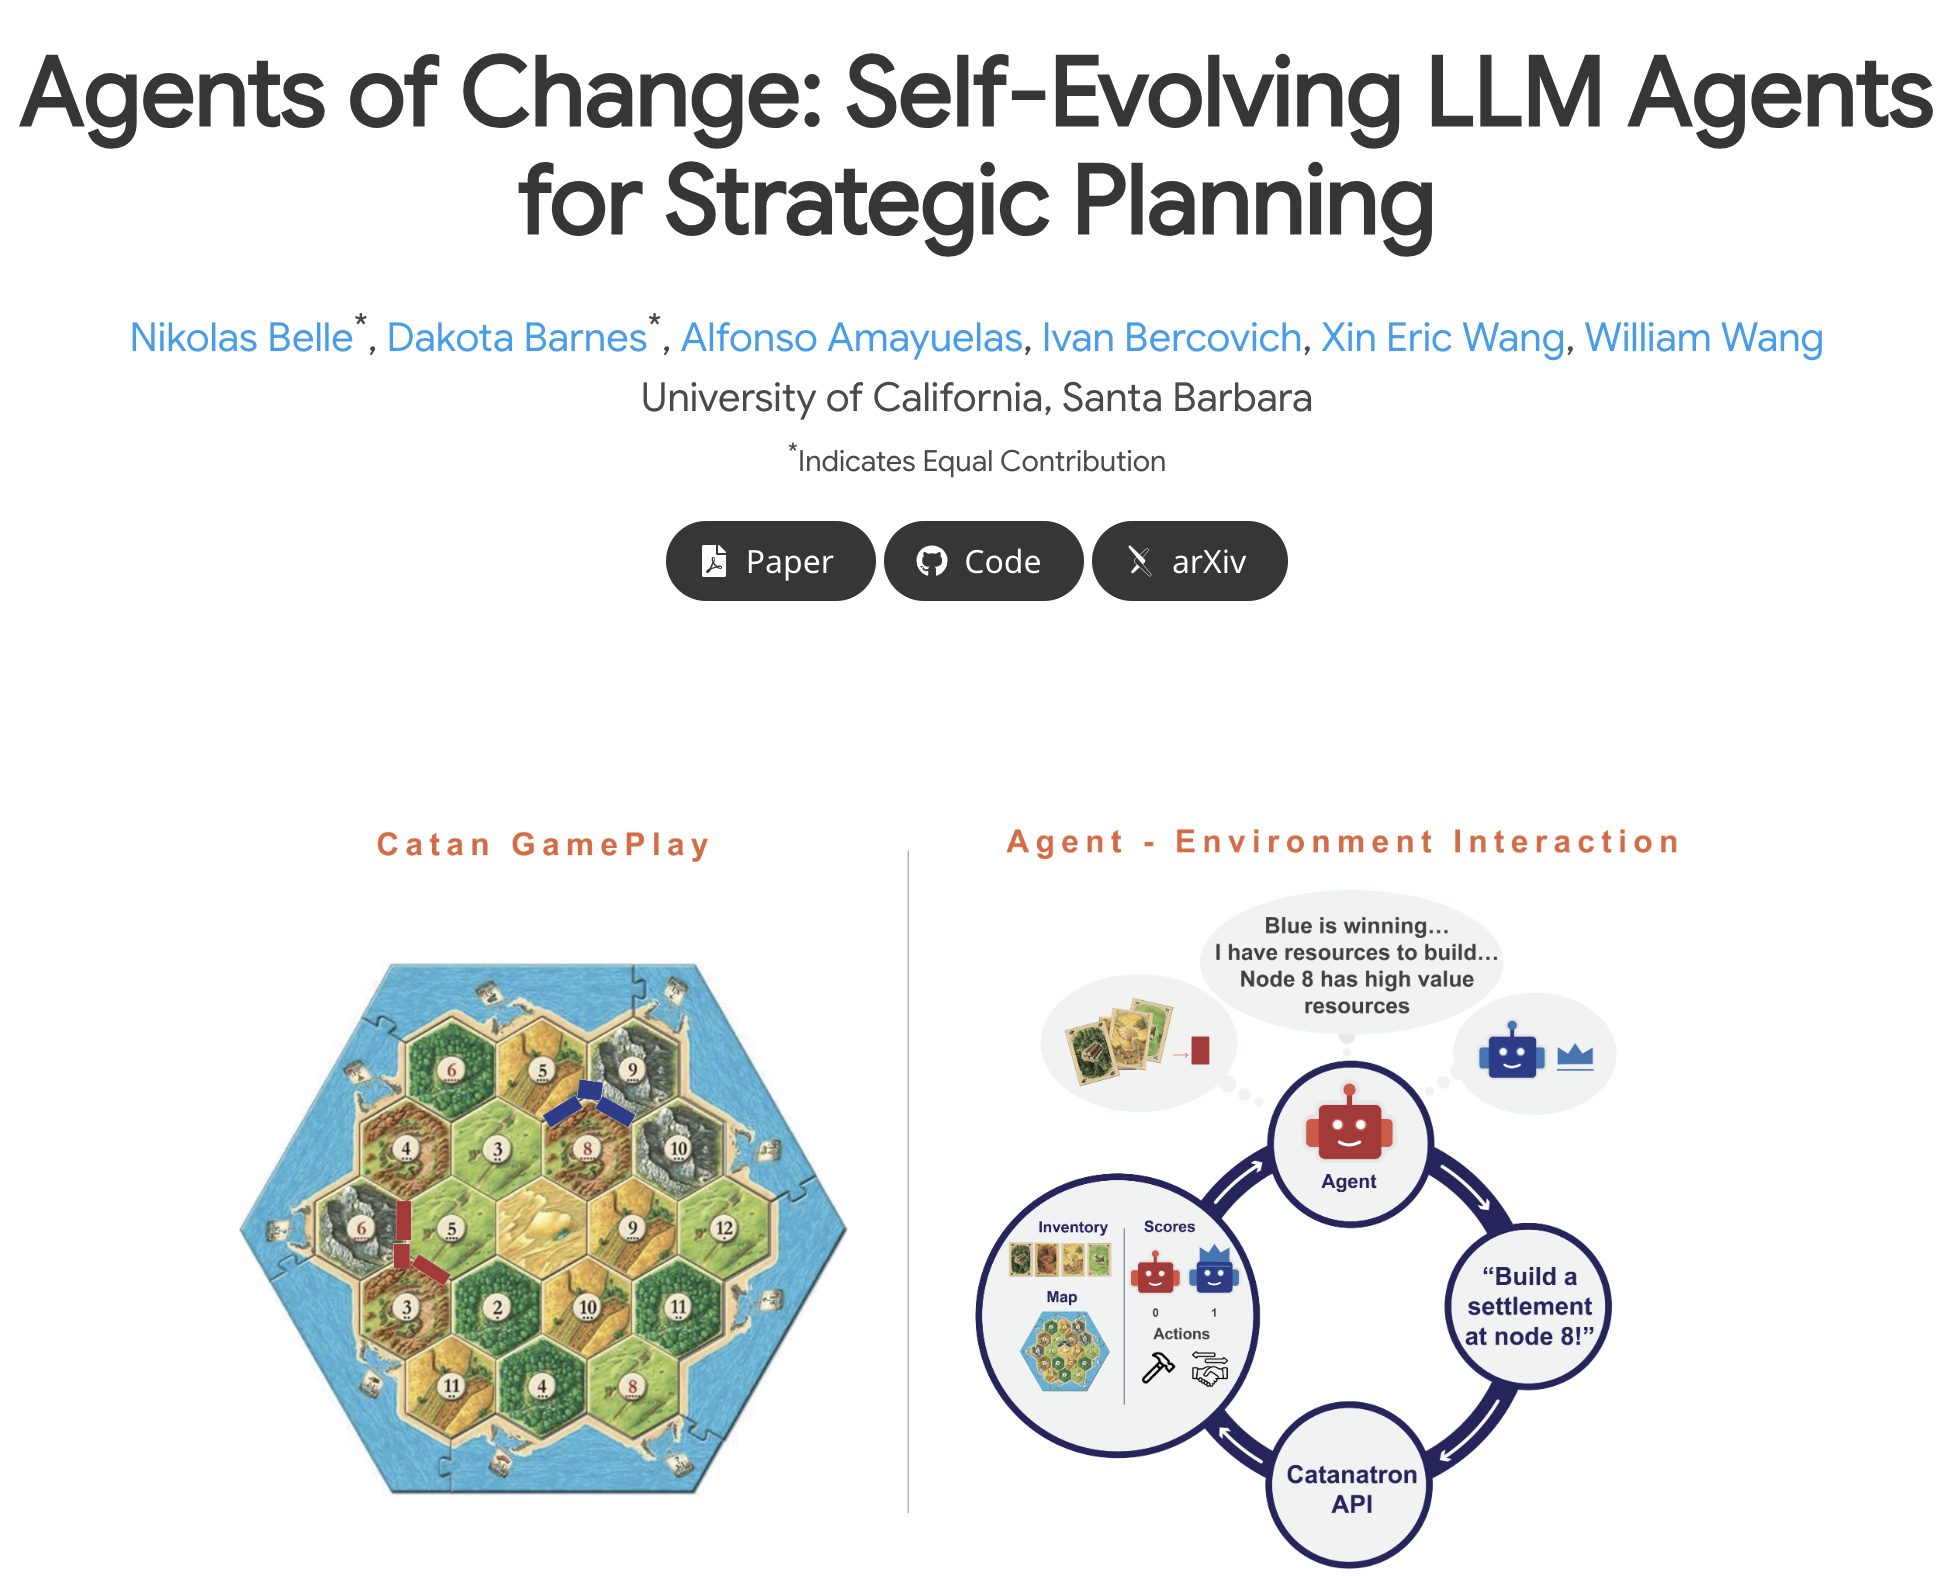 Agents of Change: Self-Evolving LLM Agents
for Strategic Planning
Nikolas Belle*, Dakota Barnes*, Alfonso Amayuelas, Ivan Bercovich, Xin Eric Wang, William Wang
University of California, Santa Barbara
*Indicates Equal Contribution
Paper
Code
arXiv
Catan GamePlay
6
5
9
4
3
8
10
6
5
9
12
3
2
10
11
11
4
8
Agent - Environment Interaction
Blue is winning...
I have resources to build...
Node 8 has high value
resources
Agent
“Build a
settlement
at node 8!”
Catanatron
API
Inventory
Map
Scores
0 1
Actions